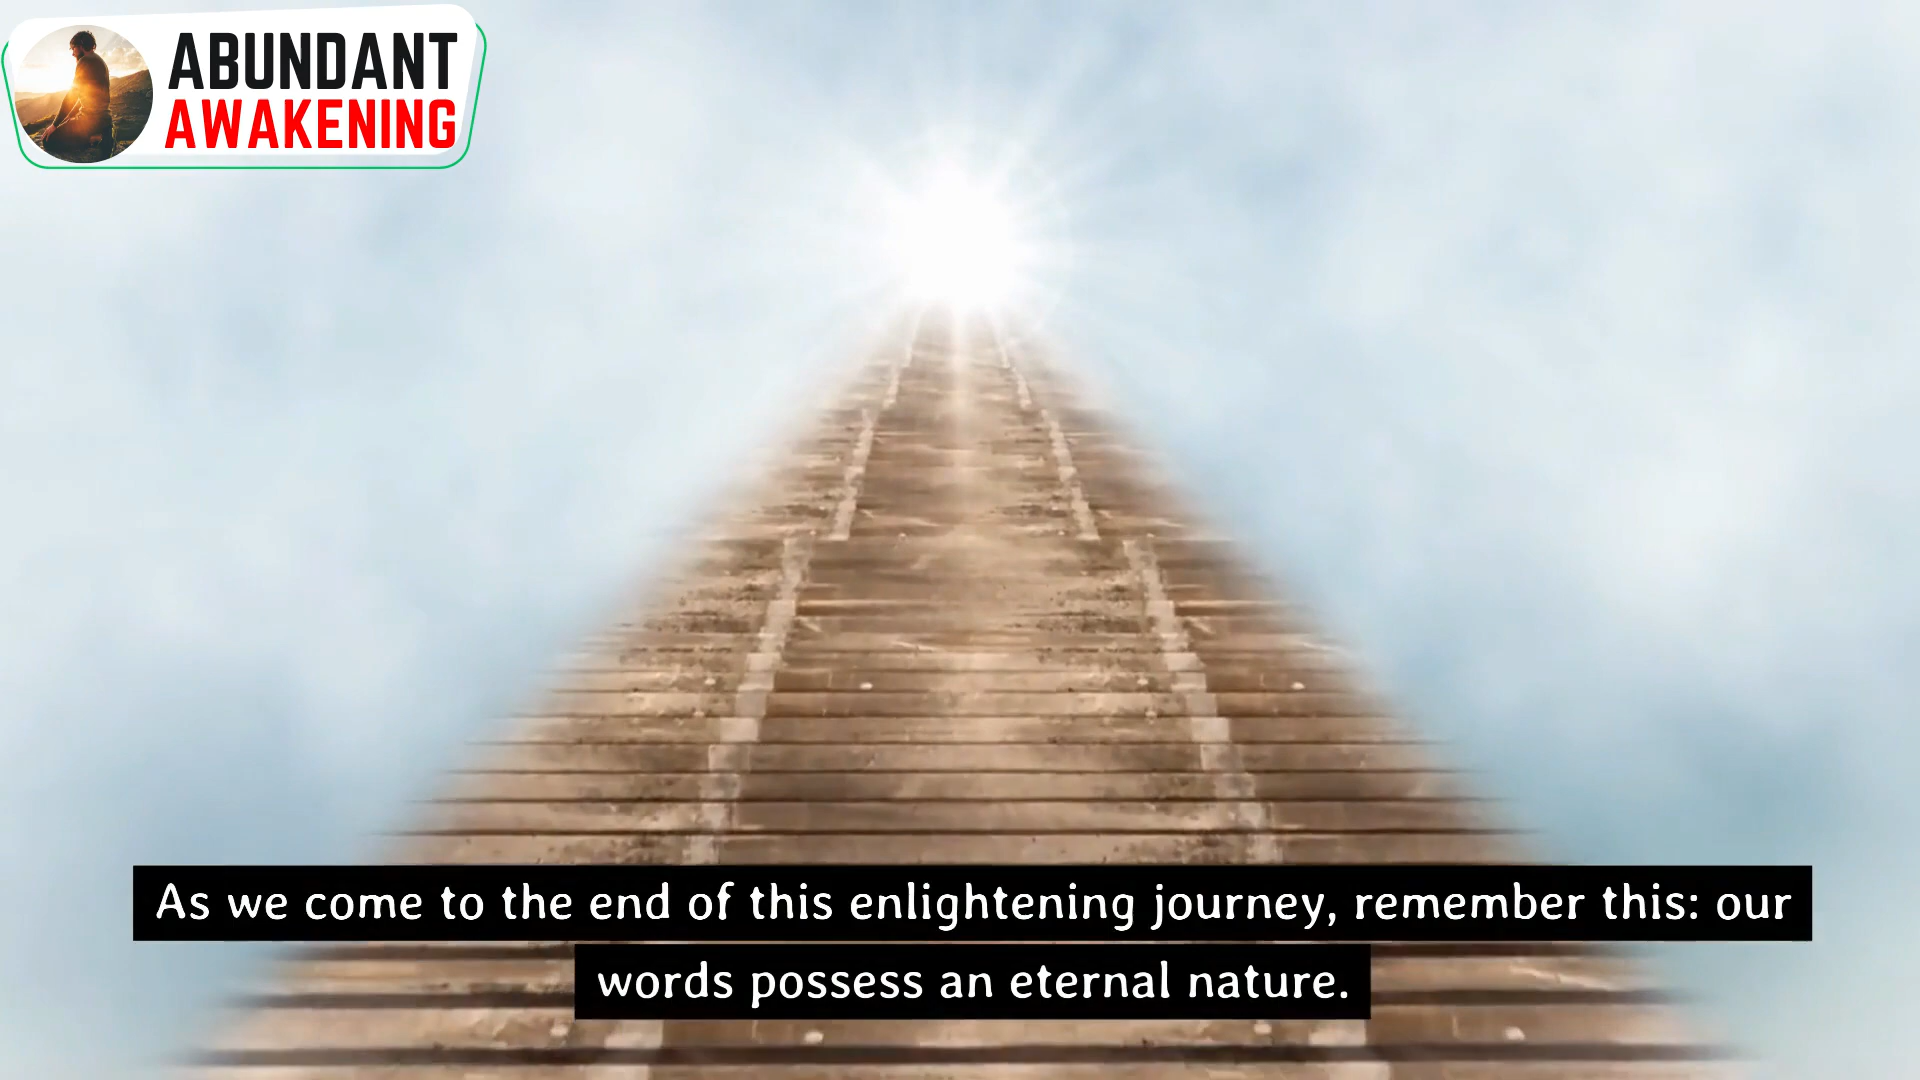 ABUNDANT
AWAKENING
As we come to the end of this enlightening journey, remember this: our
words possess an eternal nature.